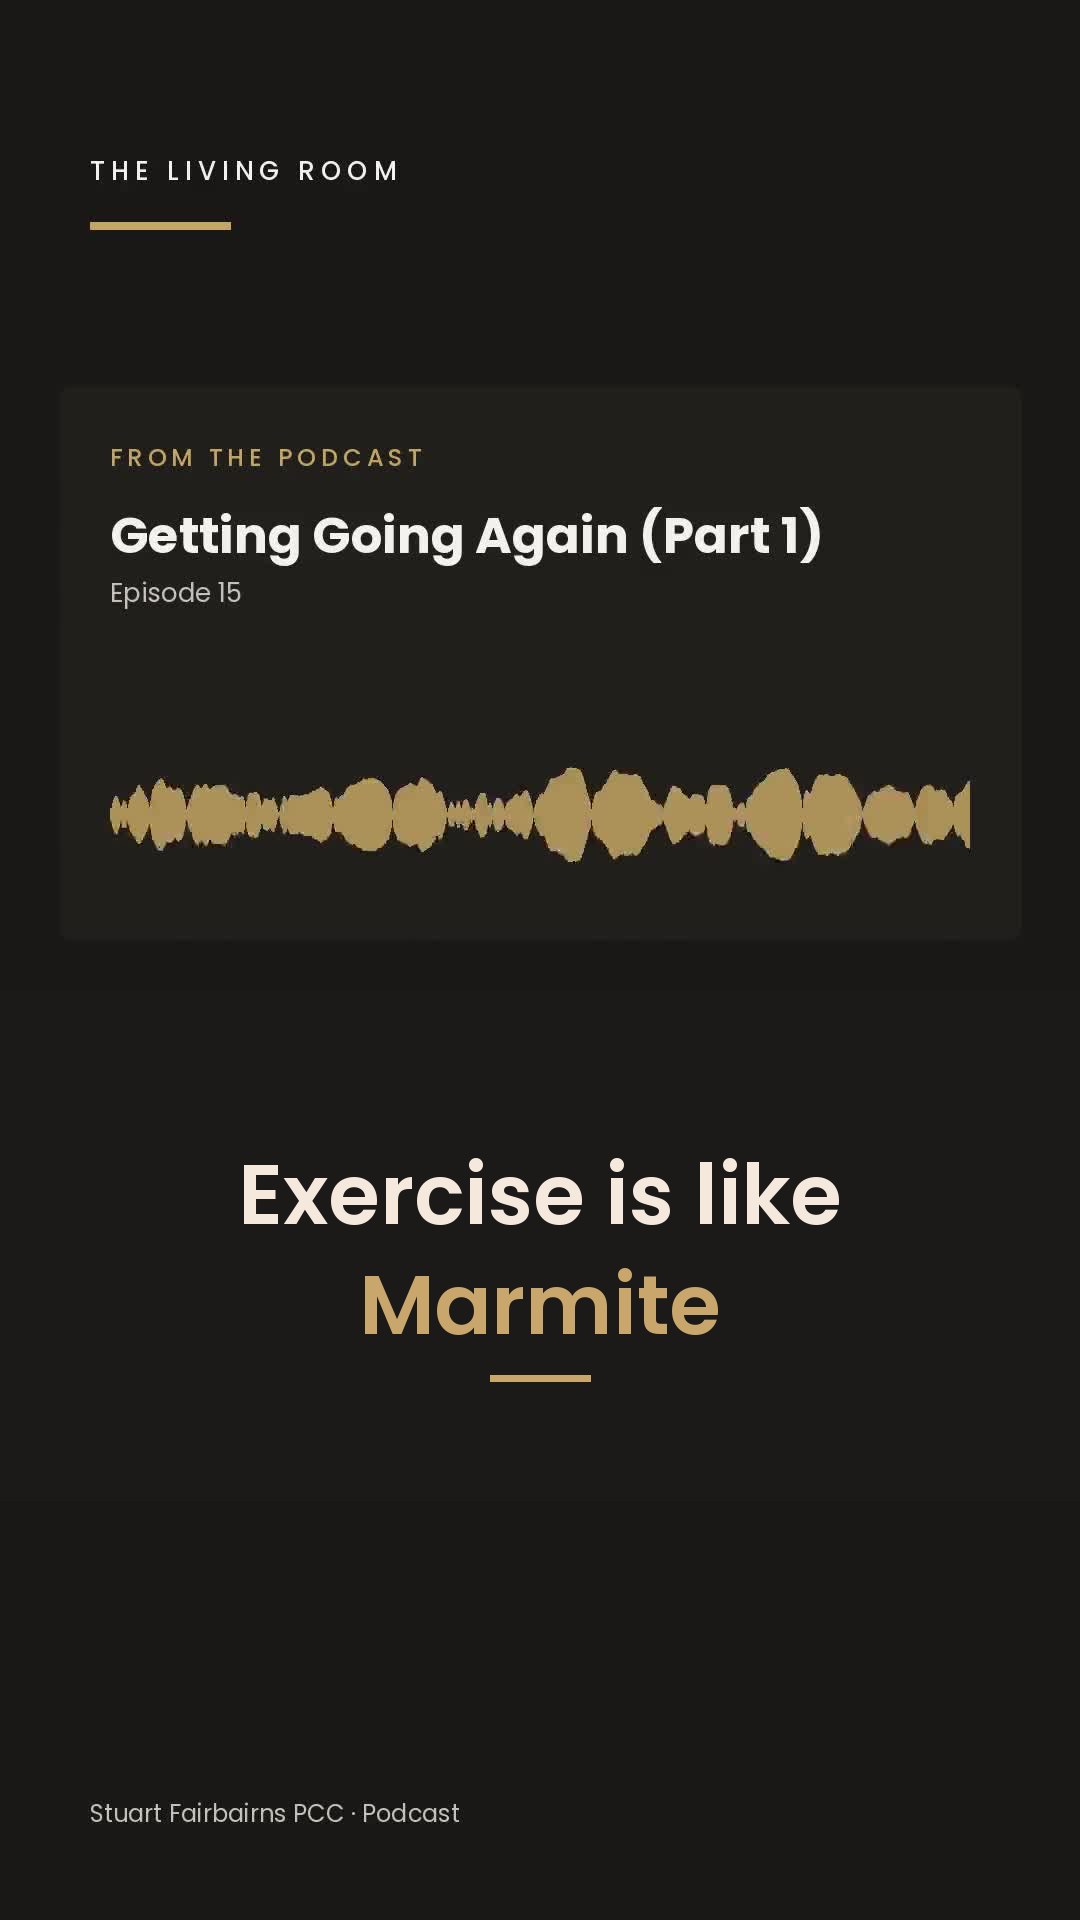 THE LIVING ROOM
FROM THE PODCAST
Getting Going Again (Part 1)
Episode 15
Exercise is like
Marmite
Stuart Fairbairns PCC · Podcast